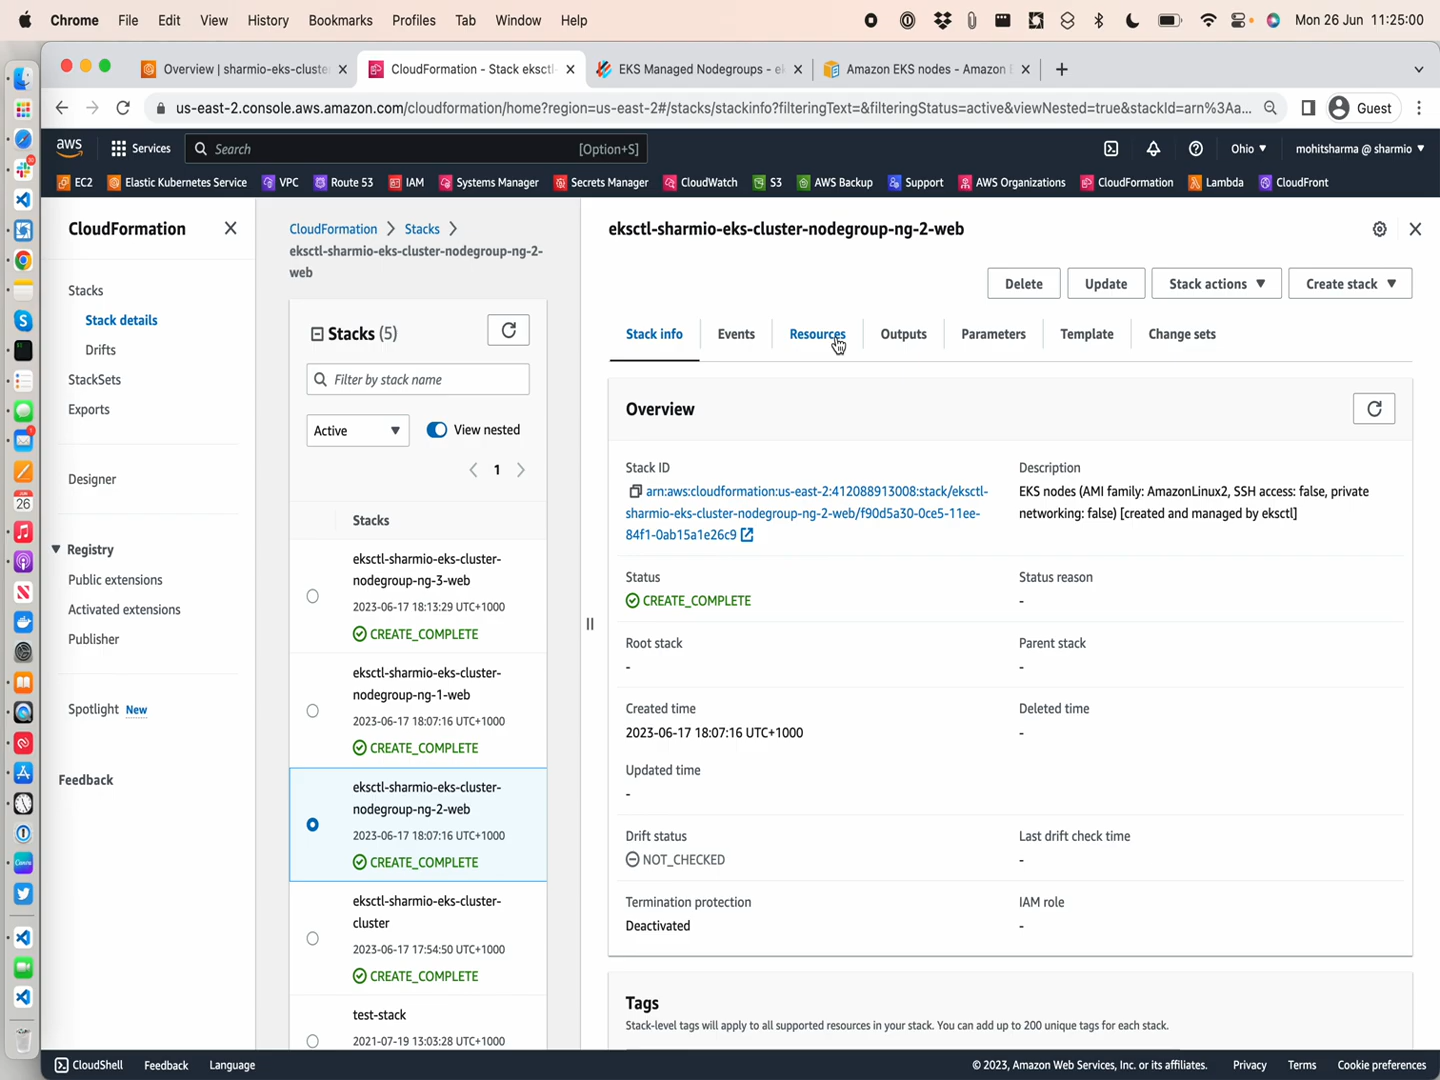 Chrome File Edit View History Bookmarks Profiles Tab Window Help Mon 26 Jun 11:25:00
Overview | sharmio-eks-cluste
CloudFormation - Stack eksctl-
EKS Managed Nodegroups - ek
Amazon EKS nodes - Amazon E
us-east-2.console.aws.amazon.com/cloudformation/home?region=us-east-2#/stacks/stackinfo?filteringText=&filteringStatus=active&viewNested=true&stackId=arn%3Aa...
Guest
aws Services Search [Option+S] Ohio mohitsharma @ sharmio
EC2 Elastic Kubernetes Service VPC Route 53 IAM Systems Manager Secrets Manager CloudWatch S3 AWS Backup Support AWS Organizations CloudFormation Lambda CloudFront
CloudFormation
Stacks
Stack details
Drifts
StackSets
Exports
Designer
Registry
Public extensions
Activated extensions
Publisher
Spotlight New
Feedback
CloudFormation Stacks
eksctl-sharmio-eks-cluster-nodegroup-ng-2-
web
Stacks (5)
Filter by stack name
Active View nested
1
Stacks
eksctl-sharmio-eks-cluster-
nodegroup-ng-3-web
2023-06-17 18:13:29 UTC+1000
CREATE_COMPLETE
eksctl-sharmio-eks-cluster-
nodegroup-ng-1-web
2023-06-17 18:07:16 UTC+1000
CREATE_COMPLETE
eksctl-sharmio-eks-cluster-
nodegroup-ng-2-web
2023-06-17 18:07:16 UTC+1000
CREATE_COMPLETE
eksctl-sharmio-eks-cluster-
cluster
2023-06-17 17:54:50 UTC+1000
CREATE_COMPLETE
test-stack
2021-07-19 13:03:28 UTC+1000
eksctl-sharmio-eks-cluster-nodegroup-ng-2-web
Delete Update Stack actions Create stack
Stack info Events Resources Outputs Parameters Template Change sets
Overview
Stack ID
arn:aws:cloudformation:us-east-2:412088913008:stack/eksctl-
sharmio-eks-cluster-nodegroup-ng-2-web/f90d5a30-0ce5-11ee-
84f1-0ab15a1e26c9
Description
EKS nodes (AMI family: AmazonLinux2, SSH access: false, private
networking: false) [created and managed by eksctl]
Status
CREATE_COMPLETE
Status reason
-
Root stack
-
Parent stack
-
Created time
2023-06-17 18:07:16 UTC+1000
Deleted time
-
Updated time
-
Drift status
NOT_CHECKED
Last drift check time
-
Termination protection
Deactivated
IAM role
-
Tags
Stack-level tags will apply to all supported resources in your stack. You can add up to 200 unique tags for each stack.
CloudShell Feedback Language © 2023, Amazon Web Services, Inc. or its affiliates. Privacy Terms Cookie preferences